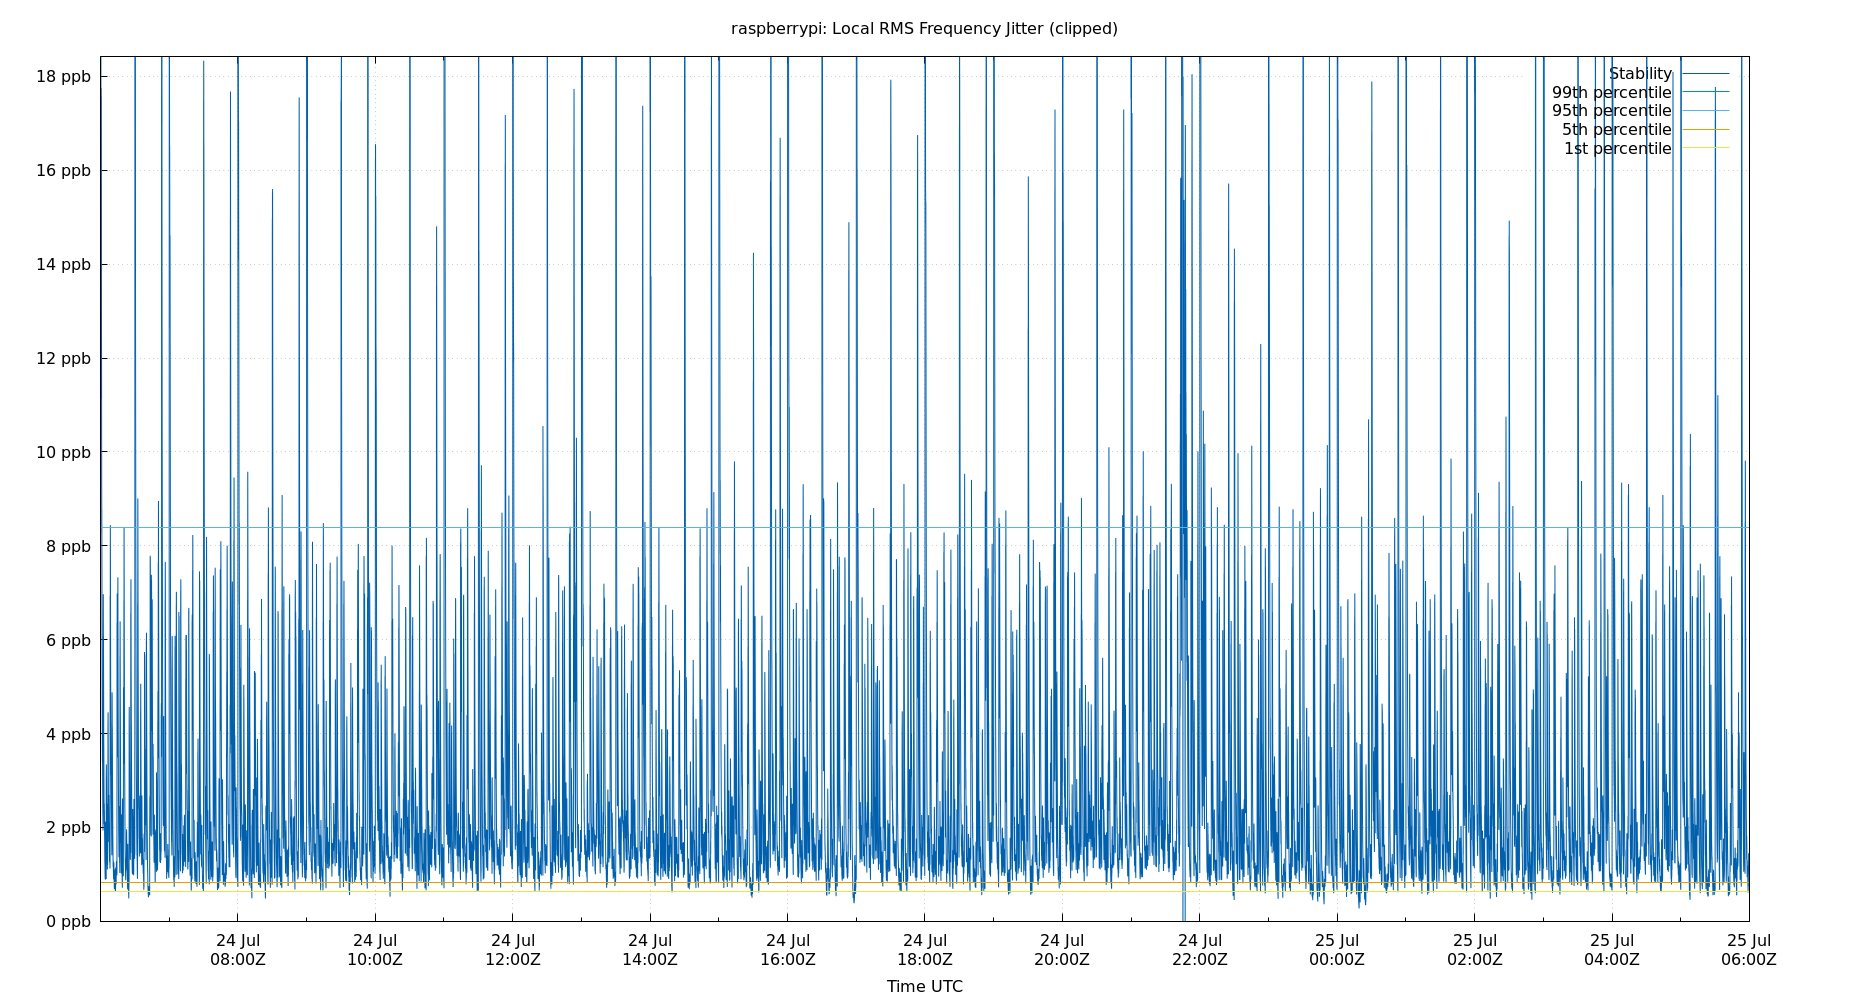 raspberrypi: Local RMS Frequency Jitter (clipped)
18 ppb
16 ppb
14 ppb
12 ppb
10 ppb
8 ppb
6 ppb
4 ppb
2 ppb
0 ppb
Stability
99th percentile
95th percentile
5th percentile
1st percentile
24 Jul 24 Jul 24 Jul 24 Jul 24 Jul 24 Jul 24 Jul 24 Jul 25 Jul 25 Jul 25 Jul 25 Jul
08:00Z 10:00Z 12:00Z 14:00Z 16:00Z 18:00Z 20:00Z 22:00Z 00:00Z 02:00Z 04:00Z 06:00Z
Time UTC